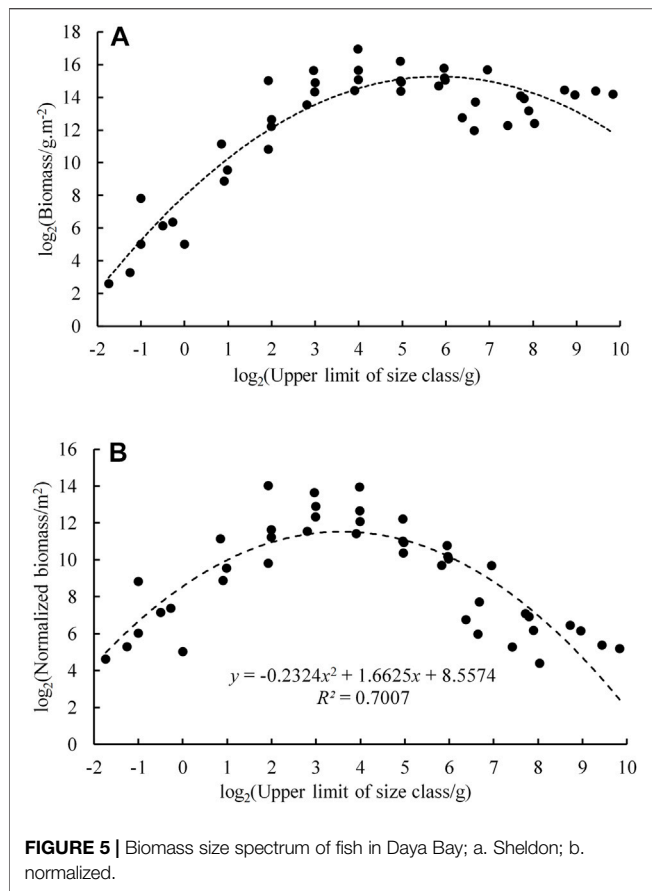 A
18
16
14
12
10
8
6
4
2
0
log₂(Biomass/g.m⁻²)
-2 -1 0 1 2 3 4 5 6 7 8 9 10
log₂(Upper limit of size class/g)
B
16
14
12
10
8
6
4
2
0
log₂(Normalized biomass/m²)
y = -0.2324x² + 1.6625x + 8.5574
R² = 0.7007
-2 -1 0 1 2 3 4 5 6 7 8 9 10
log₂(Upper limit of size class/g)
FIGURE 5 | Biomass size spectrum of fish in Daya Bay; a. Sheldon; b.
normalized.